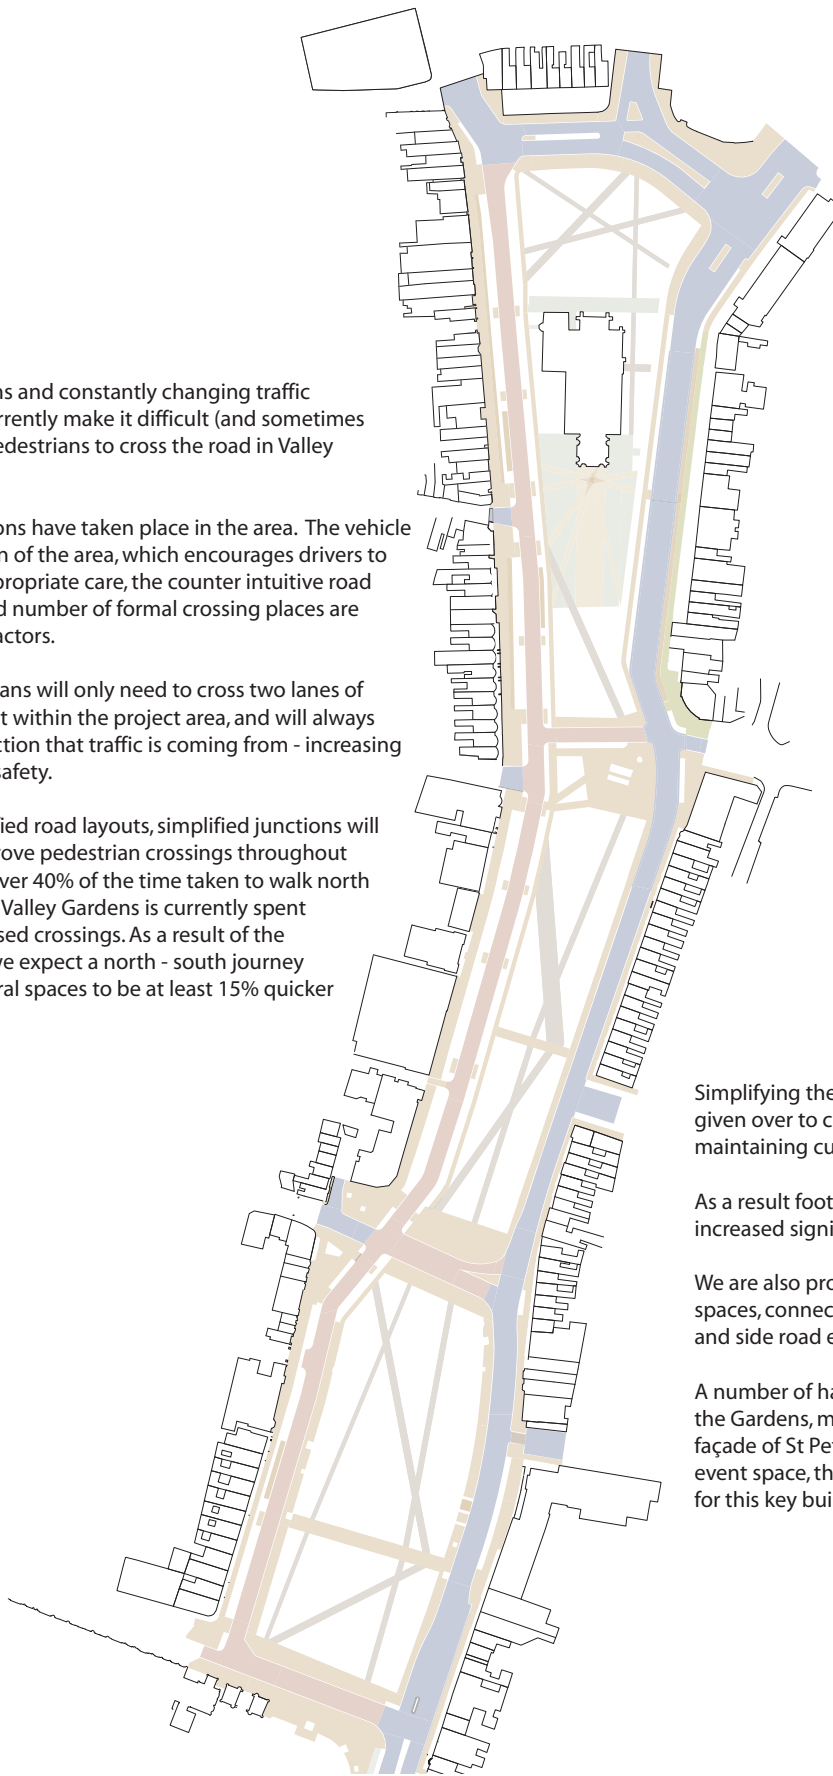 ns and constantly changing traffic
rrently make it difficult (and sometimes
edestrians to cross the road in Valley
ons have taken place in the area. The vehicle
n of the area, which encourages drivers to
propriate care, the counter intuitive road
d number of formal crossing places are
actors.
ans will only need to cross two lanes of
t within the project area, and will always
ction that traffic is coming from - increasing
safety.
fied road layouts, simplified junctions will
rove pedestrian crossings throughout
ver 40% of the time taken to walk north
Valley Gardens is currently spent
sed crossings. As a result of the
we expect a north - south journey
ral spaces to be at least 15% quicker
Simplifying the
given over to c
maintaining cu
As a result foot
increased signi
We are also pro
spaces, connec
and side road e
A number of ha
the Gardens, m
façade of St Pe
event space, th
for this key bui